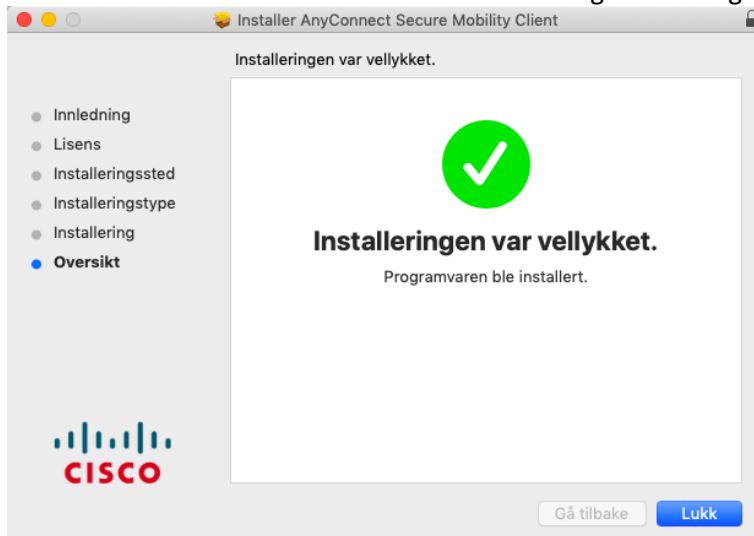 Installer AnyConnect Secure Mobility Client
Installeringen var vellykket.
Innledning
Lisens
Installeringssted
Installeringstype
Installering
Oversikt
Installeringen var vellykket.
Programvaren ble installert.
CISCO
Gå tilbake
Lukk